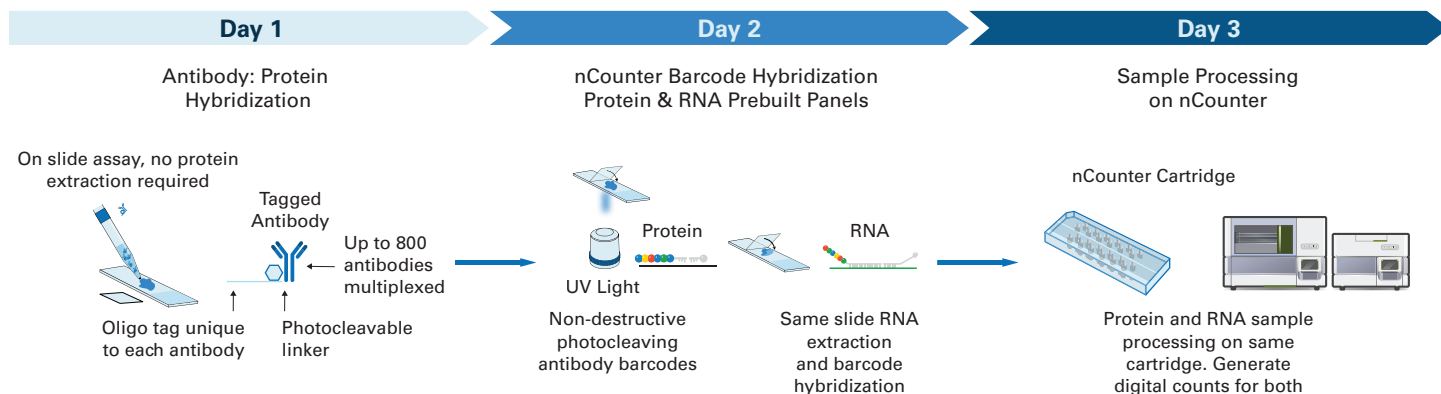 Day 1
Day 2
Day 3
Antibody: Protein
Hybridization
nCounter Barcode Hybridization
Protein & RNA Prebuilt Panels
Sample Processing
on nCounter
On slide assay, no protein
extraction required
Tagged
Antibody
Up to 800
antibodies
multiplexed
Oligo tag unique
to each antibody
Photocleavable
linker
UV Light
Protein
RNA
Non-destructive
photocleaving
antibody barcodes
Same slide RNA
extraction
and barcode
hybridization
nCounter Cartridge
Protein and RNA sample
processing on same
cartridge. Generate
digital counts for both